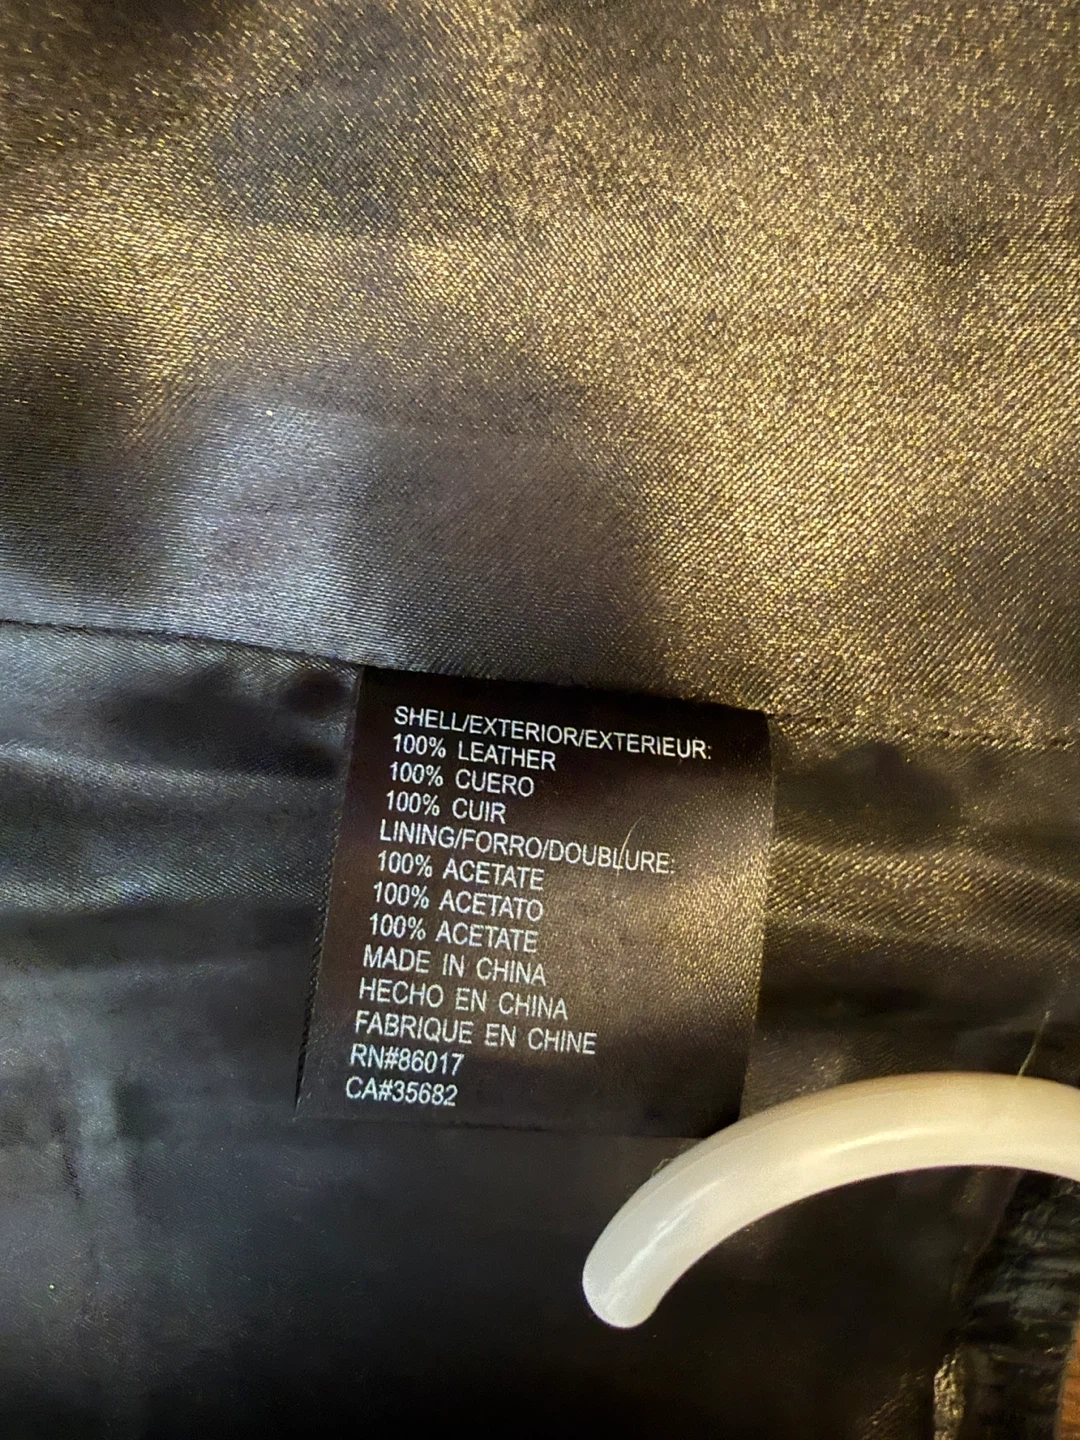 SHELL/EXTERIOR/EXTERIEUR:
100% LEATHER
100% CUERO
100% CUIR
LINING/FORRO/DOUBLURE:
100% ACETATE
100% ACETATO
100% ACETATE
MADE IN CHINA
HECHO EN CHINA
FABRIQUE EN CHINE
RN#86017
CA#35682